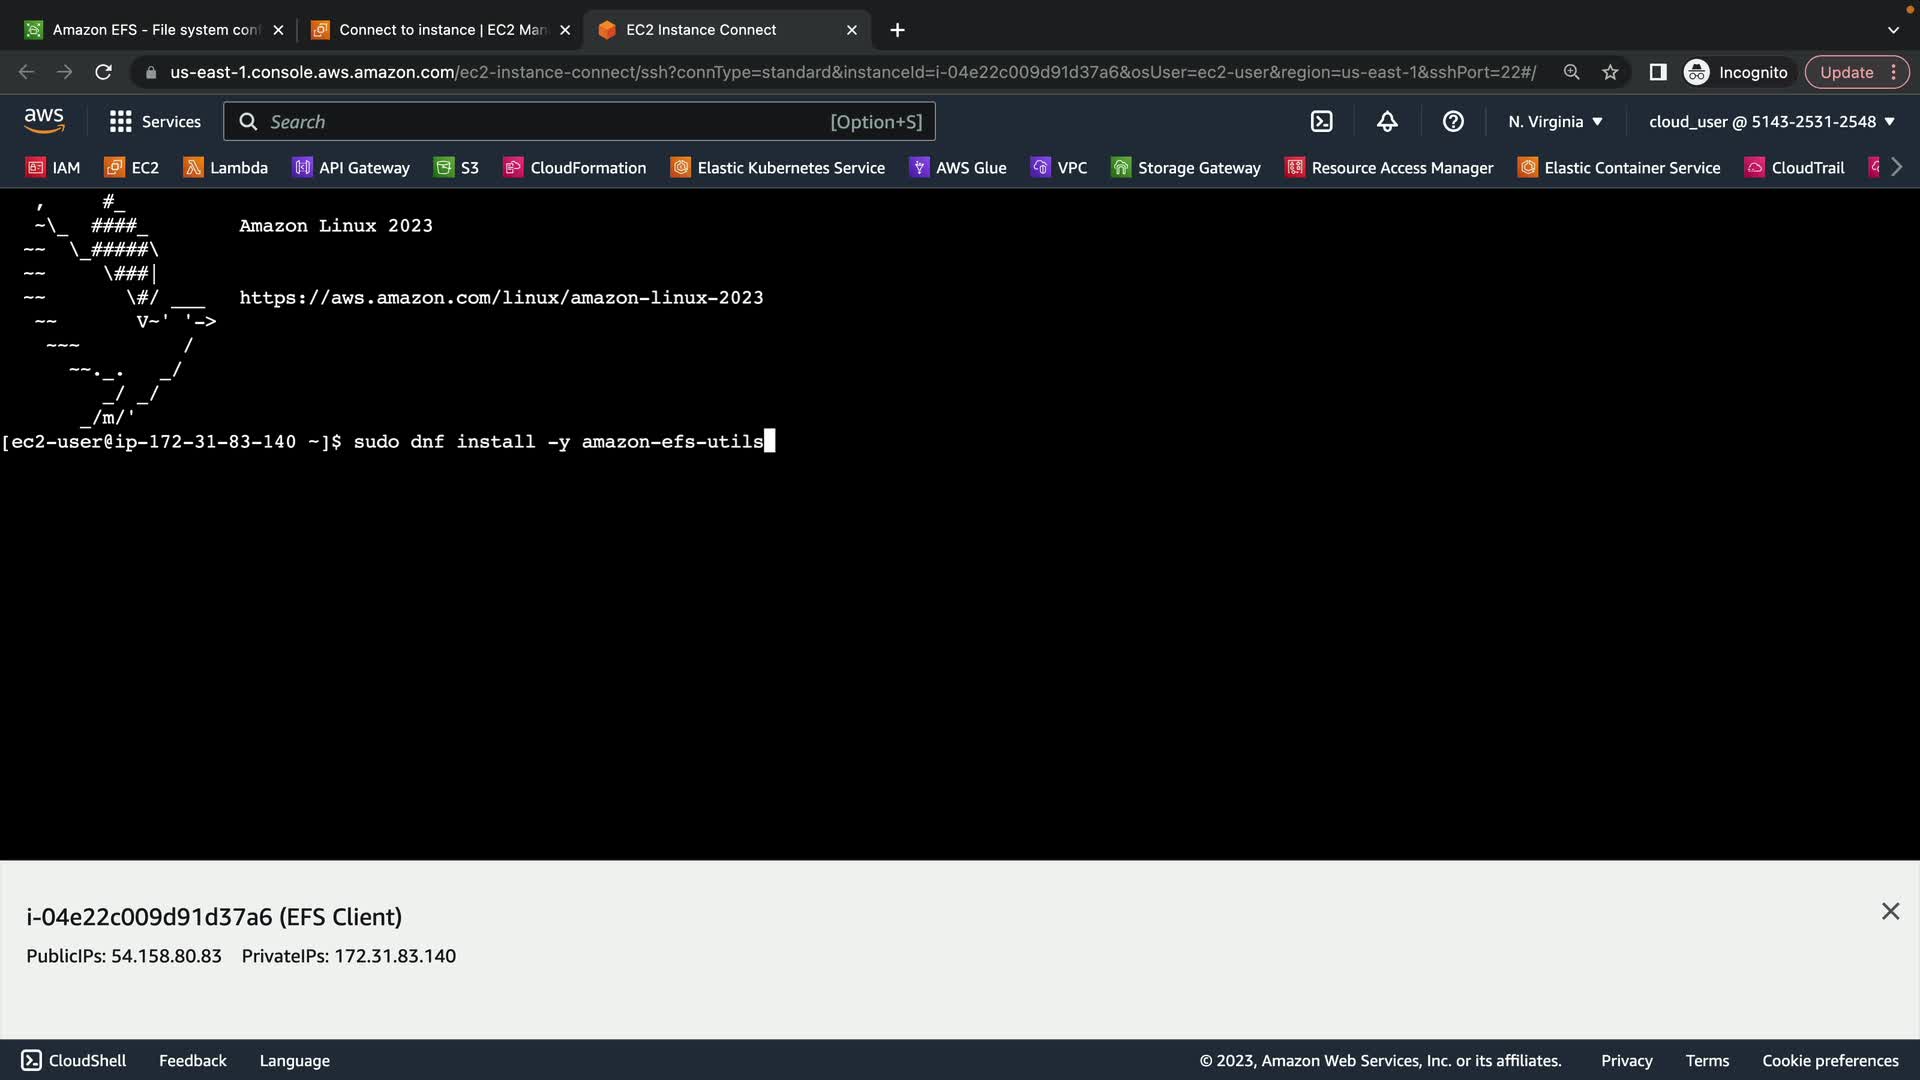 Amazon EFS - File system con
Connect to instance | EC2 Man
EC2 Instance Connect
us-east-1.console.aws.amazon.com/ec2-instance-connect/ssh?connType=standard&instanceId=i-04e22c009d91d37a6&osUser=ec2-user&region=us-east-1&sshPort=22#/
Incognito
Update
aws
Services
Search
[Option+S]
N. Virginia
cloud_user @ 5143-2531-2548
IAM
EC2
Lambda
API Gateway
S3
CloudFormation
Elastic Kubernetes Service
AWS Glue
VPC
Storage Gateway
Resource Access Manager
Elastic Container Service
CloudTrail
   ,     #_
   ~\_  ####_        Amazon Linux 2023
  ~~  \_#####\
  ~~     \###|
  ~~       \#/ ___   https://aws.amazon.com/linux/amazon-linux-2023
   ~~       V~' '->
    ~~~         /
      ~~._.   _/
         _/ _/
       _/m/'
[ec2-user@ip-172-31-83-140 ~]$ sudo dnf install -y amazon-efs-utils
i-04e22c009d91d37a6 (EFS Client)
PublicIPs: 54.158.80.83 PrivateIPs: 172.31.83.140
CloudShell
Feedback
Language
© 2023, Amazon Web Services, Inc. or its affiliates.
Privacy
Terms
Cookie preferences